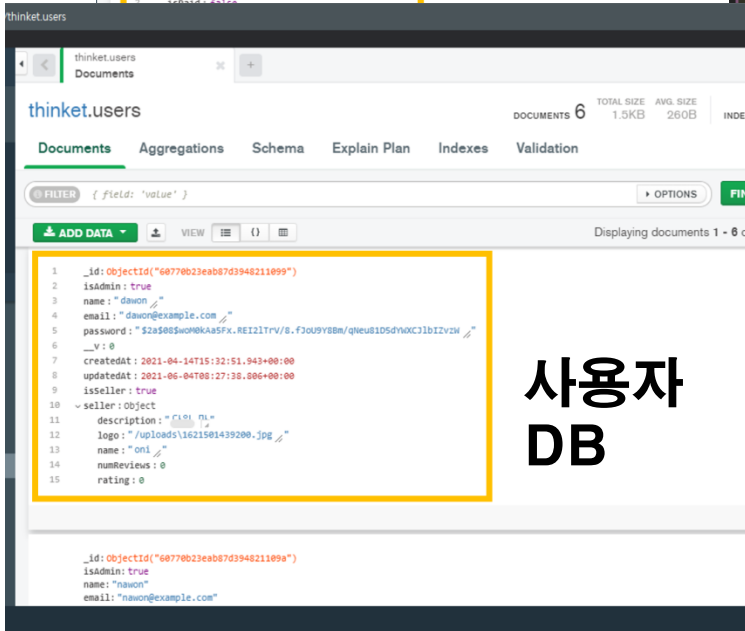 isPaid: false
/thinket.users
thinket.users
Documents
thinket.users
DOCUMENTS 6
TOTAL SIZE
1.5KB
AVG. SIZE
260B
Documents
Aggregations
Schema
Explain Plan
Indexes
Validation
FILTER
{ field: 'value' }
OPTIONS
ADD DATA
VIEW
{}
Displaying documents 1 - 6
1 _id: ObjectId("60770b23eab87d3948211099")
2 isAdmin: true
3 name: "dawon"
4 email: "dawon@example.com"
5 password: "$2a$08$woM0kAa5Fx.REI2lTrV/8.fJoU9Y8Bm/qNeu81DSdYWXCJlbIZvzW"
6 __v: 0
7 createdAt: 2021-04-14T15:32:51.943+00:00
8 updatedAt: 2021-06-04T08:27:38.806+00:00
9 isSeller: true
10 seller: Object
11 description: "
12 logo: "/uploads\1621501439200.jpg"
13 name: "oni"
14 numReviews: 0
15 rating: 0
사용자
DB
_id: ObjectId("60770b23eab87d394821109a")
isAdmin: true
name: "nawon"
email: "nawon@example.com"